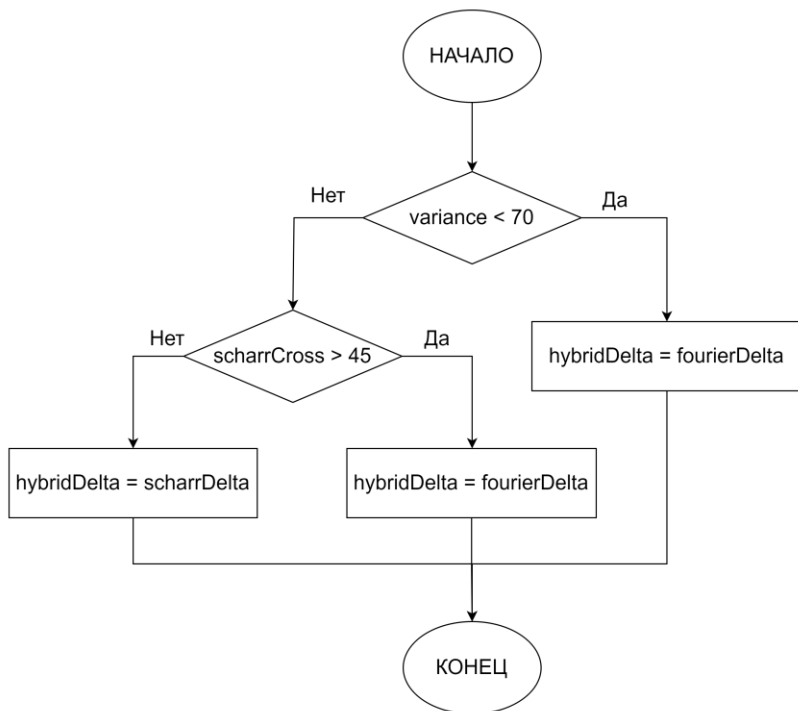 НАЧАЛО
Нет
variance < 70
Да
Нет
scharrCross > 45
Да
hybridDelta = fourierDelta
hybridDelta = scharrDelta
hybridDelta = fourierDelta
КОНЕЦ